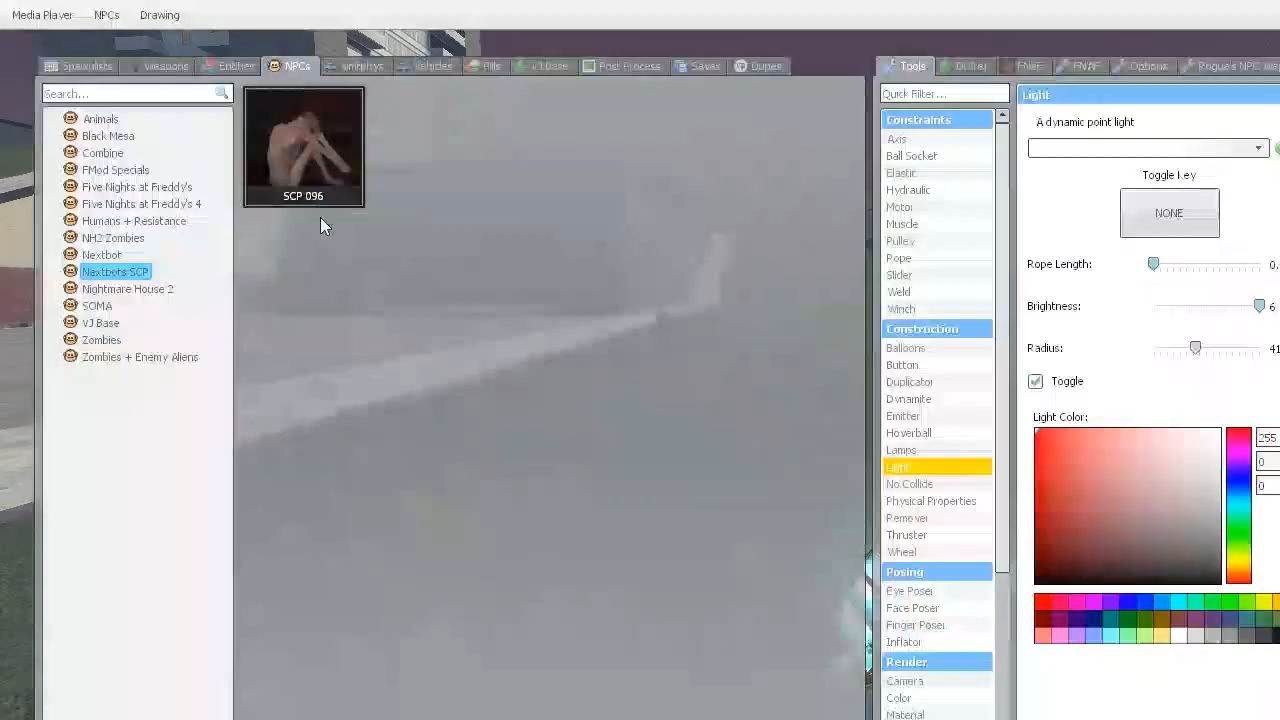 Media Player NPCs Drawing
Spawnlists Weapons Entities NPCs Vehicles Post Process Saves Dupes
Tools Options
Search...
Animals
Black Mesa
Combine
FMod Specials
Five Nights at Freddy's
Five Nights at Freddy's 4
Humans + Resistance
NH2 Zombies
Nextbot
Nextbots SCP
Nightmare House 2
SOMA
VJ Base
Zombies
Zombies + Enemy Aliens
SCP 096
Quick Filter...
Constraints
Axis
Ball Socket
Elastic
Hydraulic
Motor
Muscle
Pulley
Rope
Slider
Weld
Winch
Construction
Balloons
Button
Duplicator
Dynamite
Emitter
Hoverball
Lamps
Light
No Collide
Physical Properties
Remover
Thruster
Wheel
Posing
Eye Poser
Face Poser
Finger Poser
Inflator
Render
Camera
Color
Material
Light
A dynamic point light
Toggle key
NONE
Rope Length: 0.
Brightness: 6
Radius: 41
Toggle
Light Color:
255
0
0